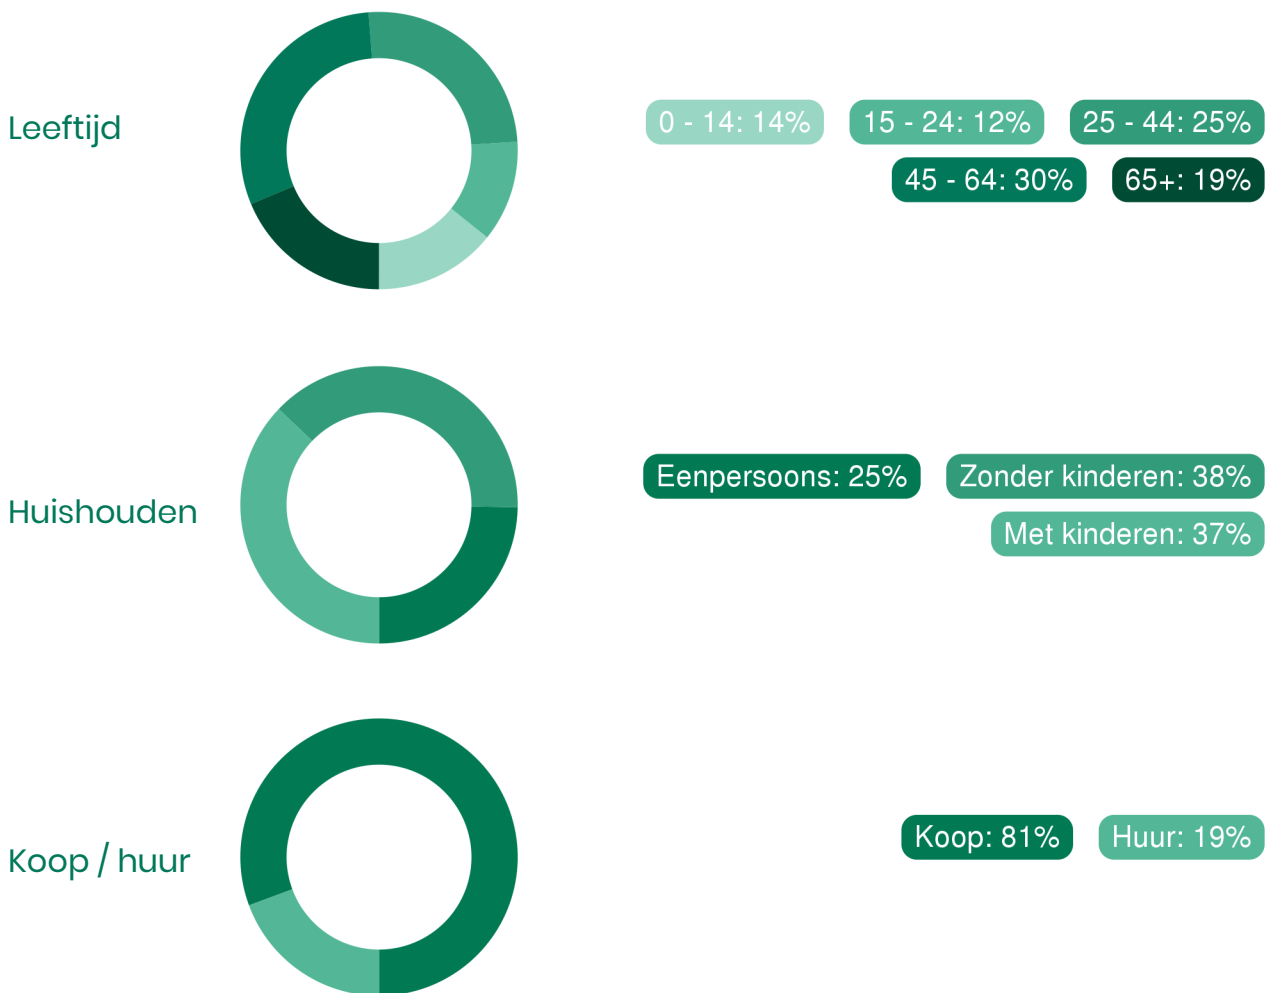 Leeftijd
0 - 14: 14% 15 - 24: 12% 25 - 44: 25%
45 - 64: 30% 65+: 19%
Huishouden
Eenpersoons: 25% Zonder kinderen: 38%
Met kinderen: 37%
Koop / huur
Koop: 81% Huur: 19%